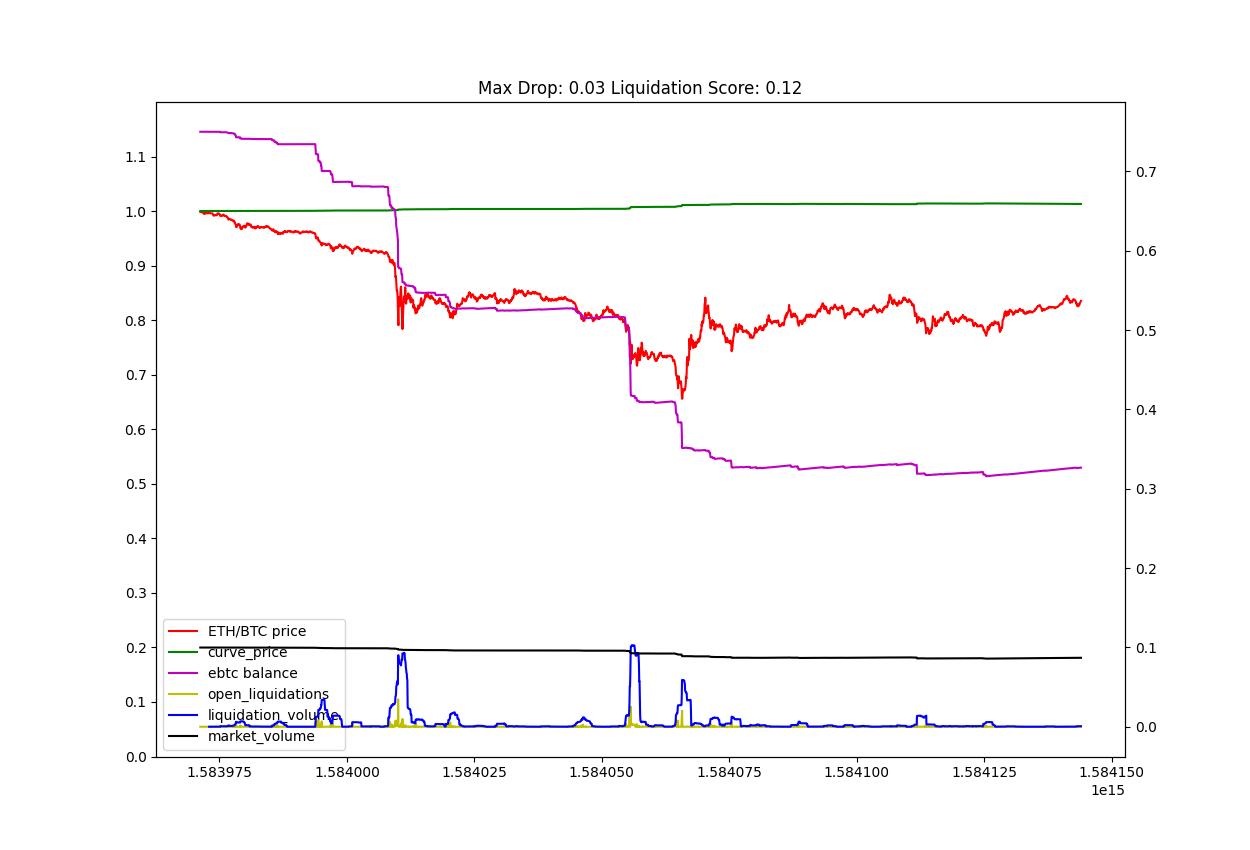 Max Drop: 0.03 Liquidation Score: 0.12
1.1
1.0
0.9
0.8
0.7
0.6
0.5
0.4
0.3
0.2
0.1
0.0
0.7
0.6
0.5
0.4
0.3
0.2
0.1
0.0
ETH/BTC price
curve_price
ebtc balance
open_liquidations
liquidation_volume
market_volume
1.583975 1.584000 1.584025 1.584050 1.584075 1.584100 1.584125 1.584150
1e15